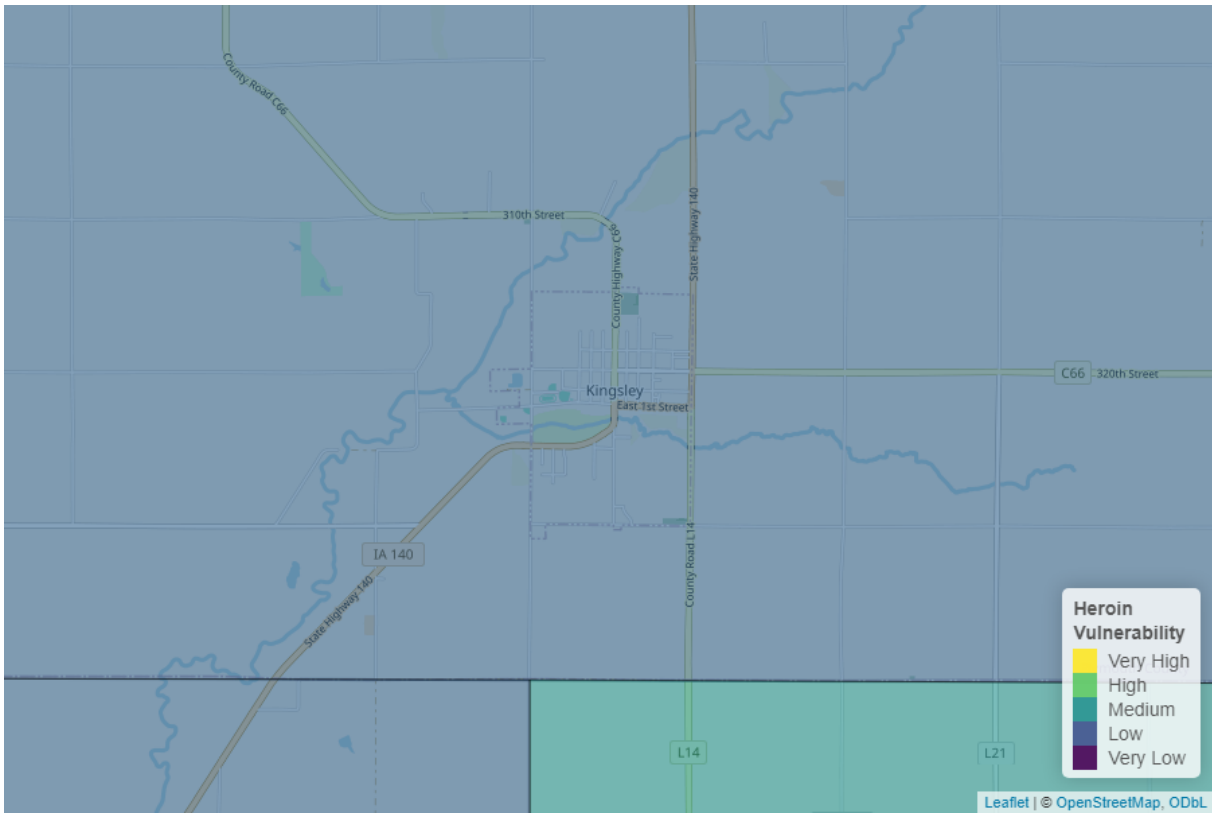 County Road C66
310th Street
County Highway C66
State Highway 140
Kingsley
East 1st Street
C66
320th Street
IA 140
State Highway 140
County Road L14
L14
L21
Heroin
Vulnerability
Very High
High
Medium
Low
Very Low
Leaflet | © OpenStreetMap, ODbL